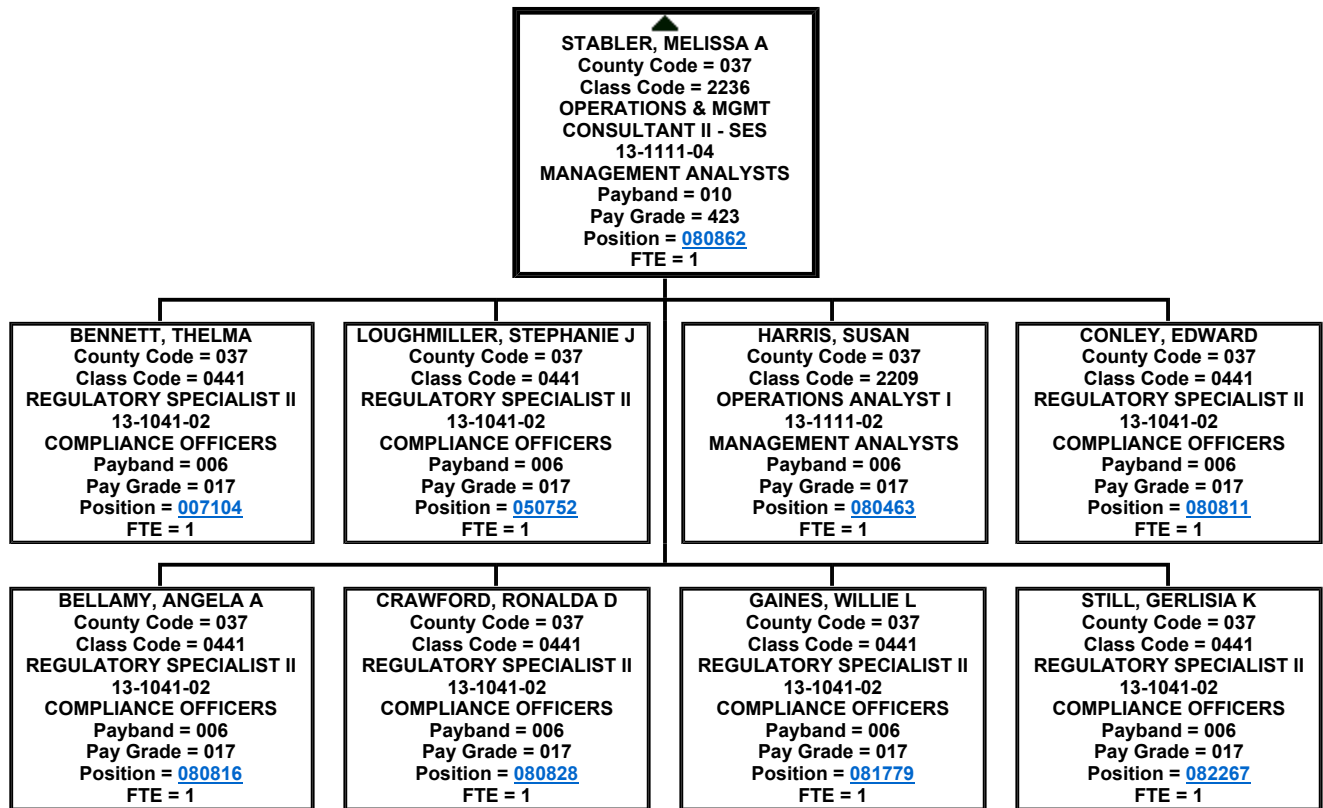 STABLER, MELISSA A
County Code = 037
Class Code = 2236
OPERATIONS & MGMT
CONSULTANT II - SES
13-1111-04
MANAGEMENT ANALYSTS
Payband = 010
Pay Grade = 423
Position = 080862
FTE = 1
BENNETT, THELMA
County Code = 037
Class Code = 0441
REGULATORY SPECIALIST II
13-1041-02
COMPLIANCE OFFICERS
Payband = 006
Pay Grade = 017
Position = 007104
FTE = 1
LOUGHMILLER, STEPHANIE J
County Code = 037
Class Code = 0441
REGULATORY SPECIALIST II
13-1041-02
COMPLIANCE OFFICERS
Payband = 006
Pay Grade = 017
Position = 050752
FTE = 1
HARRIS, SUSAN
County Code = 037
Class Code = 2209
OPERATIONS ANALYST I
13-1111-02
MANAGEMENT ANALYSTS
Payband = 006
Pay Grade = 017
Position = 080463
FTE = 1
CONLEY, EDWARD
County Code = 037
Class Code = 0441
REGULATORY SPECIALIST II
13-1041-02
COMPLIANCE OFFICERS
Payband = 006
Pay Grade = 017
Position = 080811
FTE = 1
BELLAMY, ANGELA A
County Code = 037
Class Code = 0441
REGULATORY SPECIALIST II
13-1041-02
COMPLIANCE OFFICERS
Payband = 006
Pay Grade = 017
Position = 080816
FTE = 1
CRAWFORD, RONALDA D
County Code = 037
Class Code = 0441
REGULATORY SPECIALIST II
13-1041-02
COMPLIANCE OFFICERS
Payband = 006
Pay Grade = 017
Position = 080828
FTE = 1
GAINES, WILLIE L
County Code = 037
Class Code = 0441
REGULATORY SPECIALIST II
13-1041-02
COMPLIANCE OFFICERS
Payband = 006
Pay Grade = 017
Position = 081779
FTE = 1
STILL, GERLISIA K
County Code = 037
Class Code = 0441
REGULATORY SPECIALIST II
13-1041-02
COMPLIANCE OFFICERS
Payband = 006
Pay Grade = 017
Position = 082267
FTE = 1